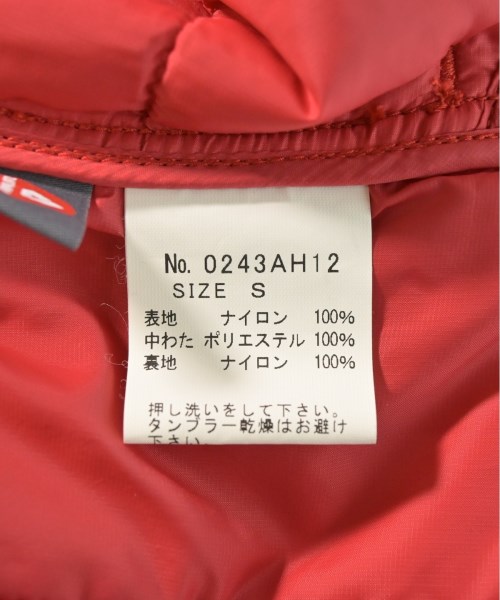 No. 0243AH12
SIZE S
表地 ナイロン 100%
中わた ポリエステル 100%
裏地 ナイロン 100%
押し洗いをして下さい。
タンブラー乾燥はお避け
下さい。